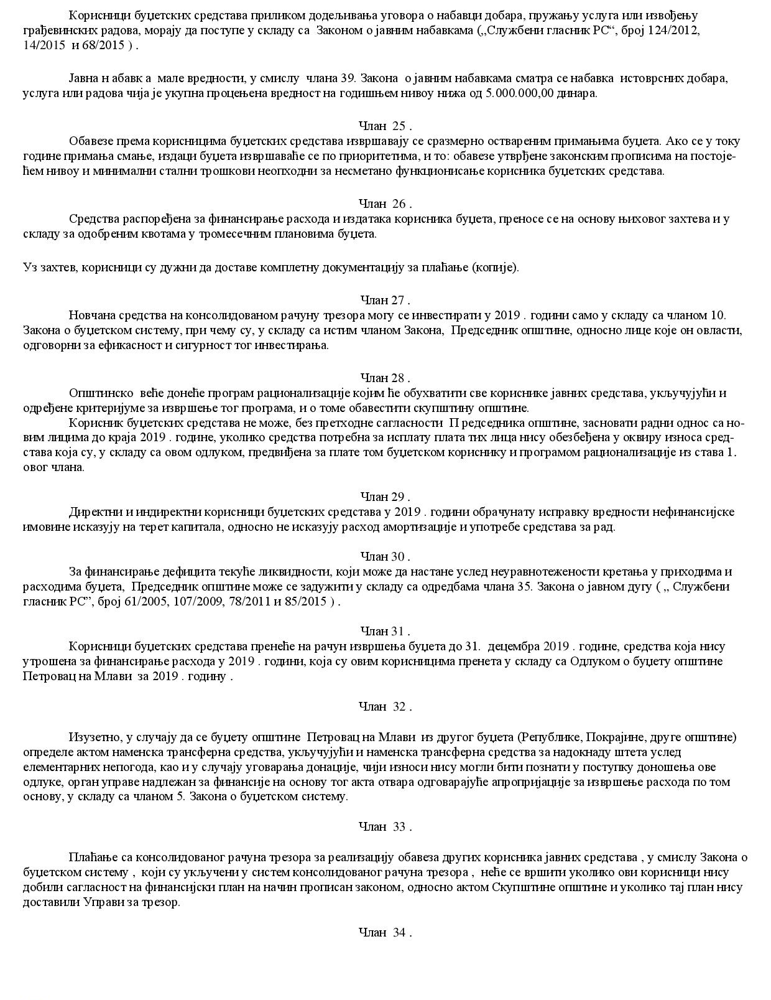 Корисници буџетских средстава приликом додељивања уговора о набавци добара, пружању услуга или извођењу
грађевинских радова, морају да поступе у складу са Законом о јавним набавкама („Службени гласник РС“, број 124/2012,
14/2015 и 68/2015 ) .
Јавна н абавк а мале вредности, у смислу члана 39. Закона о јавним набавкама сматра се набавка истоврсних добара,
услуга или радова чија је укупна процењена вредност на годишњем нивоу нижа од 5.000.000,00 динара.
Члан 25 .
Обавезе према корисницима буџетских средстава извршавају се сразмерно оствареним примањима буџета. Ако се у току
године примања смање, издаци буџета извршаваће се по приоритетима, и то: обавезе утврђене законским прописима на постоје-
ћем нивоу и минимални стални трошкови неопходни за несметано функционисање корисника буџетских средстава.
Члан 26 .
Средства распоређена за финансирање расхода и издатака корисника буџета, преносе се на основу њиховог захтева и у
складу за одобреним квотама у тромесечним плановима буџета.
Уз захтев, корисници су дужни да доставе комплетну документацију за плаћање (копије).
Члан 27 .
Новчана средства на консолидованом рачуну трезора могу се инвестирати у 2019 . години само у складу са чланом 10.
Закона о буџетском систему, при чему су, у складу са истим чланом Закона, Председник општине, односно лице које он овласти,
одговорни за ефикасност и сигурност тог инвестирања.
Члан 28 .
Општинско веће донеће програм рационализације којим ће обухватити све кориснике јавних средстава, укључујући и
одређене критеријуме за извршење тог програма, и о томе обавестити скупштину општине.
Корисник буџетских средстава не може, без претходне сагласности П редседника општине, засновати радни однос са но-
вим лицима до краја 2019 . године, уколико средства потребна за исплату плата тих лица нису обезбеђена у оквиру износа сред-
става која су, у складу са овом одлуком, предвиђена за плате том буџетском кориснику и програмом рационализације из става 1.
овог члана.
Члан 29 .
Директни и индиректни корисници буџетских средстава у 2019 . години обрачунату исправку вредности нефинансијске
имовине исказују на терет капитала, односно не исказују расход амортизације и употребе средстава за рад.
Члан 30 .
За финансирање дефицита текуће ликвидности, који може да настане услед неуравнотежености кретања у приходима и
расходима буџета, Председник општине може се задужити у складу са одредбама члана 35. Закона о јавном дугу ( „ Службени
гласник РС”, број 61/2005, 107/2009, 78/2011 и 85/2015 ) .
Члан 31 .
Корисници буџетских средстава пренеће на рачун извршења буџета до 31. децембра 2019 . године, средства која нису
утрошена за финансирање расхода у 2019 . години, која су овим корисницима пренета у складу са Одлуком о буџету општине
Петровац на Млави за 2019 . годину .
Члан 32 .
Изузетно, у случају да се буџету општине Петровац на Млави из другог буџета (Републике, Покрајине, друге општине)
определе актом наменска трансферна средства, укључујући и наменска трансферна средства за надокнаду штета услед
елементарних непогода, као и у случају уговарања донације, чији износи нису могли бити познати у поступку доношења ове
одлуке, орган управе надлежан за финансије на основу тог акта отвара одговарајуће апропријације за извршење расхода по том
основу, у складу са чланом 5. Закона о буџетском систему.
Члан 33 .
Плаћање са консолидованог рачуна трезора за реализацију обавеза других корисника јавних средстава , у смислу Закона о
буџетском систему , који су укључени у систем консолидованог рачуна трезора , неће се вршити уколико ови корисници нису
добили сагласност на финансијски план на начин прописан законом, односно актом Скупштине општине и уколико тај план нису
доставили Управи за трезор.
Члан 34 .